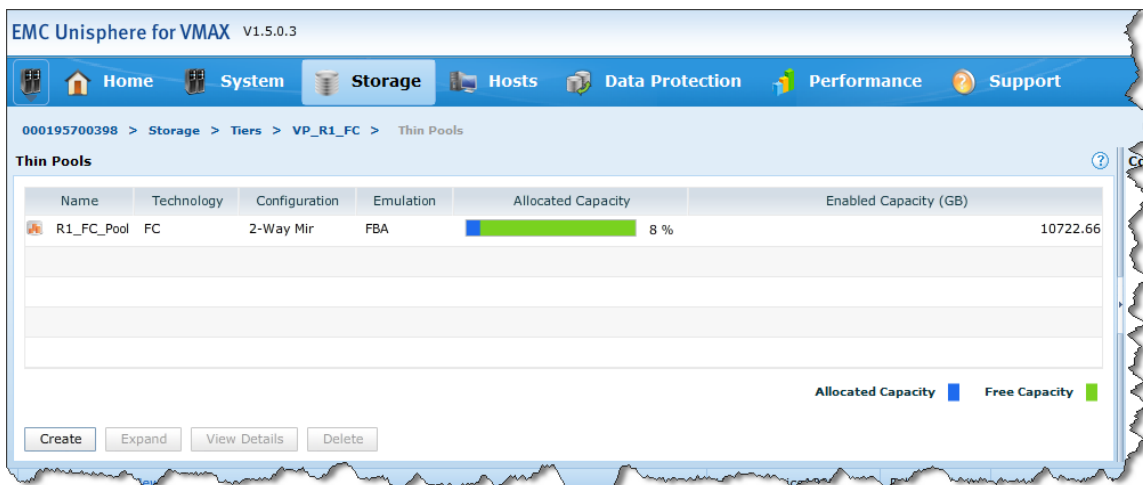 EMC Unisphere for VMAX V1.5.0.3
Home System Storage Hosts Data Protection Performance Support
000195700398 > Storage > Tiers > VP_R1_FC > Thin Pools
Thin Pools
Name Technology Configuration Emulation Allocated Capacity Enabled Capacity (GB)
R1_FC_Pool FC 2-Way Mir FBA 8 % 10722.66
Allocated Capacity Free Capacity
Create Expand View Details Delete